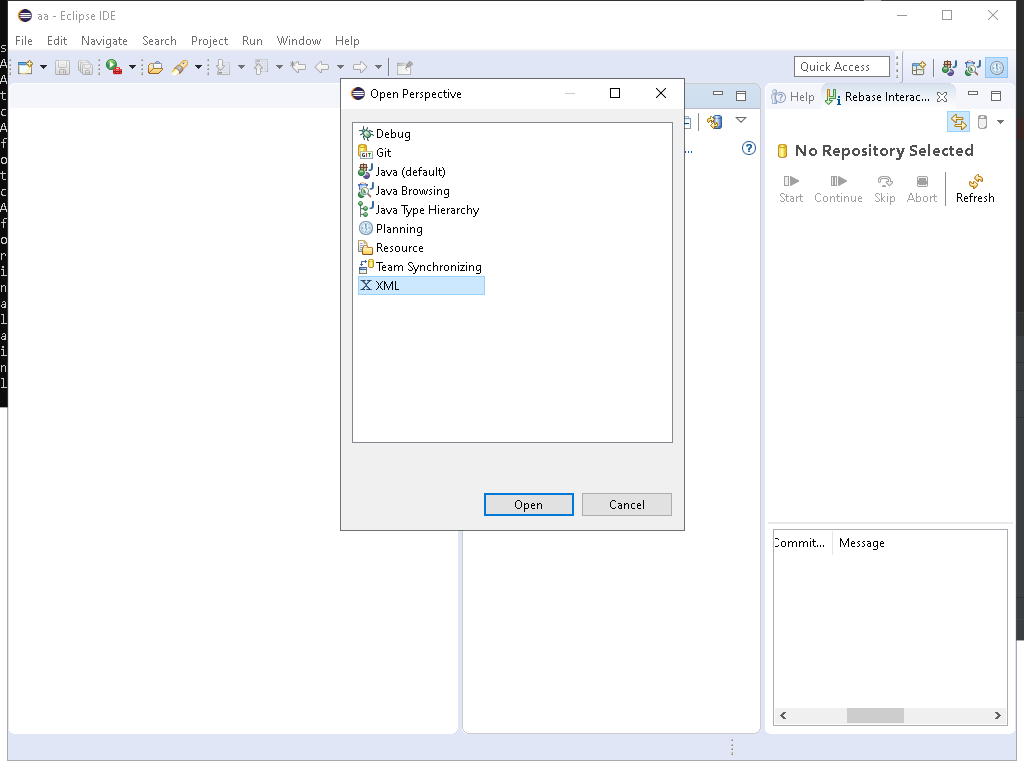 aa - Eclipse IDE
File Edit Navigate Search Project Run Window Help
Quick Access
Open Perspective
Debug
GIT Git
Java (default)
Java Browsing
Java Type Hierarchy
Planning
Resource
Team Synchronizing
X XML
Open Cancel
...
Help Rebase Interac...
No Repository Selected
Start Continue Skip Abort Refresh
Commit... Message